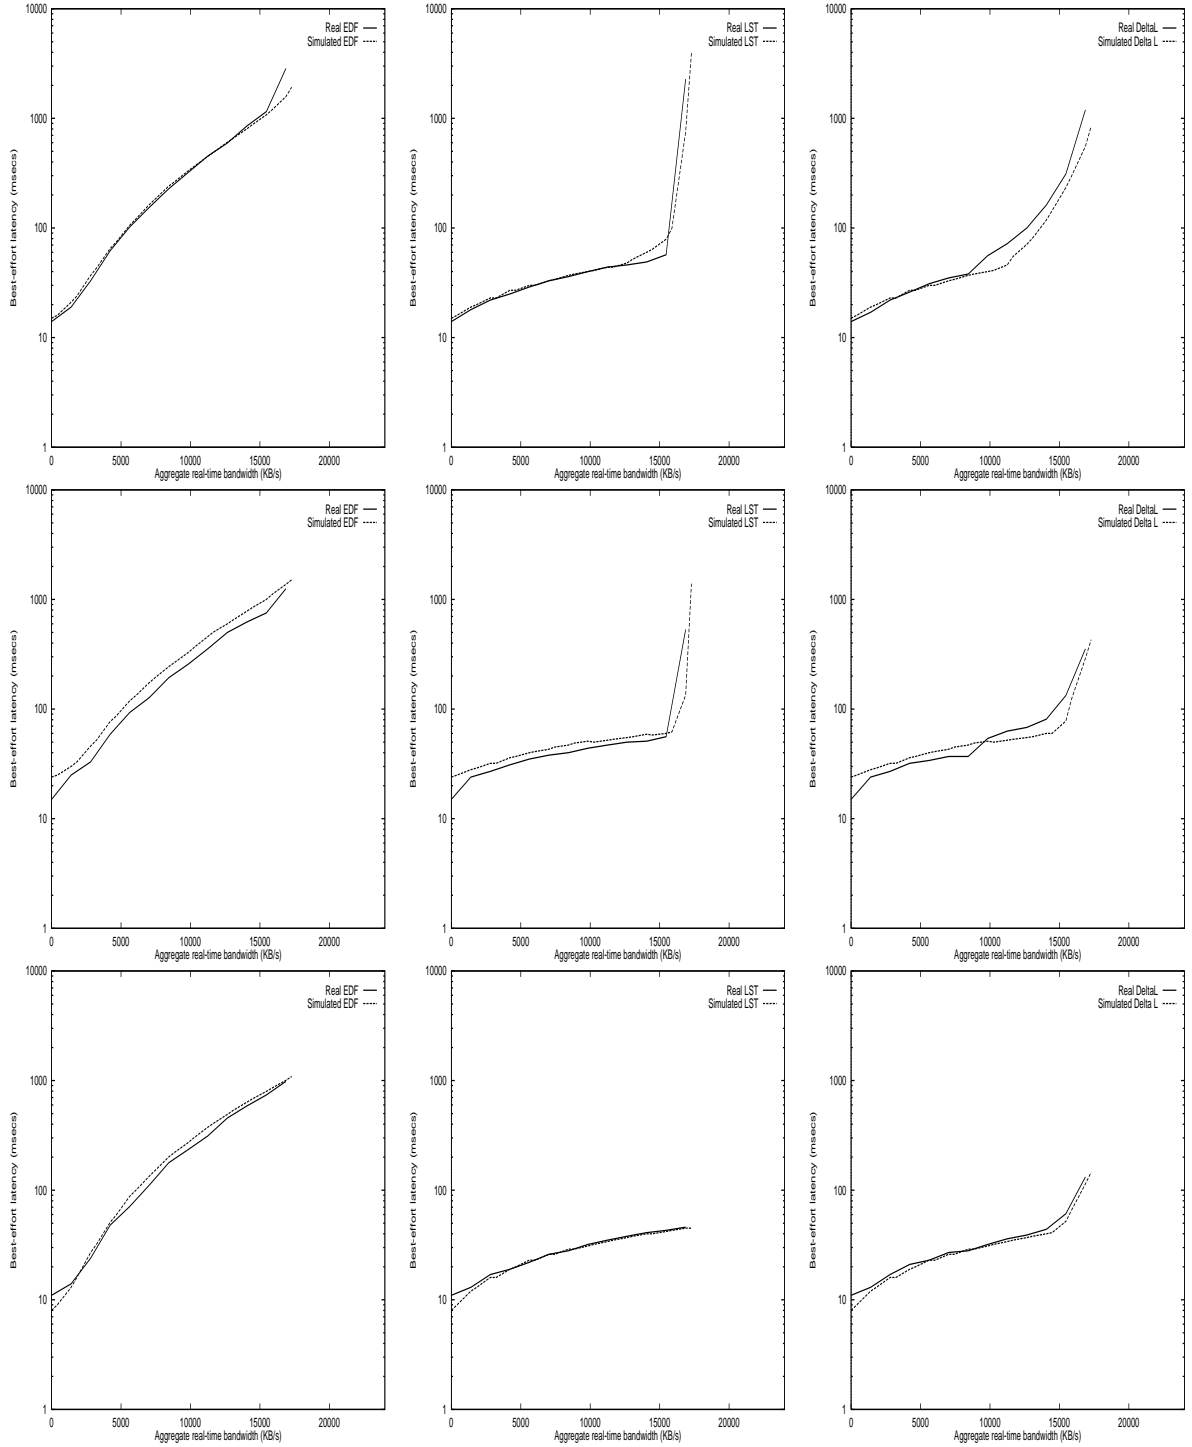 10000
1000
100
10
1
0
5000
10000
15000
20000
Best-effort latency (msecs)
Aggregate real-time bandwidth (KB/s)
Real EDF
Simulated EDF
10000
1000
100
10
1
0
5000
10000
15000
20000
Best-effort latency (msecs)
Aggregate real-time bandwidth (KB/s)
Real LST
Simulated LST
10000
1000
100
10
1
0
5000
10000
15000
20000
Best-effort latency (msecs)
Aggregate real-time bandwidth (KB/s)
Real DeltaL
Simulated Delta L
10000
1000
100
10
1
0
5000
10000
15000
20000
Best-effort latency (msecs)
Aggregate real-time bandwidth (KB/s)
Real EDF
Simulated EDF
10000
1000
100
10
1
0
5000
10000
15000
20000
Best-effort latency (msecs)
Aggregate real-time bandwidth (KB/s)
Real LST
Simulated LST
10000
1000
100
10
1
0
5000
10000
15000
20000
Best-effort latency (msecs)
Aggregate real-time bandwidth (KB/s)
Real DeltaL
Simulated Delta L
10000
1000
100
10
1
0
5000
10000
15000
20000
Best-effort latency (msecs)
Aggregate real-time bandwidth (KB/s)
Real EDF
Simulated EDF
10000
1000
100
10
1
0
5000
10000
15000
20000
Best-effort latency (msecs)
Aggregate real-time bandwidth (KB/s)
Real LST
Simulated LST
10000
1000
100
10
1
0
5000
10000
15000
20000
Best-effort latency (msecs)
Aggregate real-time bandwidth (KB/s)
Real DeltaL
Simulated Delta L